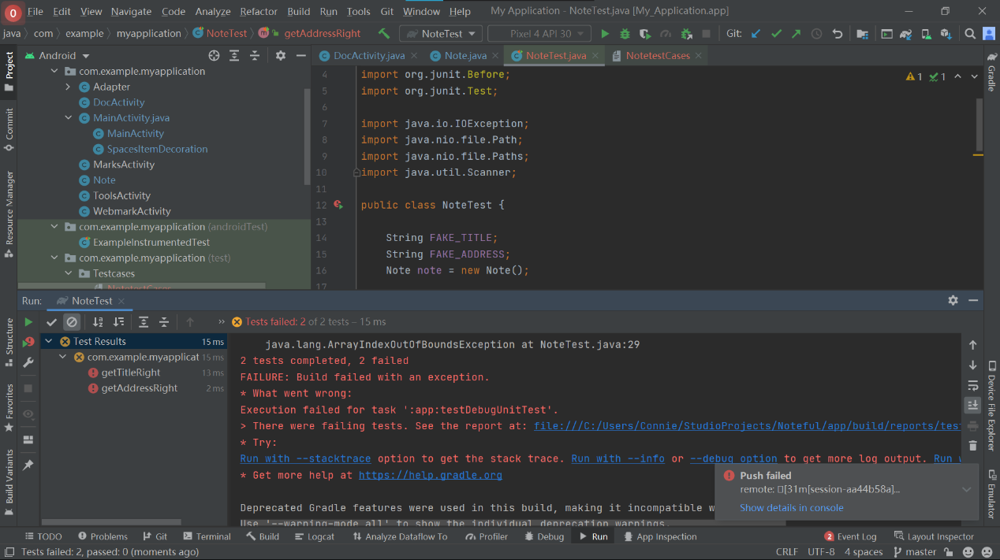 File Edit View Navigate Code Analyze Refactor Build Run Tools Git Window Help My Application - NoteTest.java [My_Application.app]
java com example myapplication NoteTest getAddressRight NoteTest Pixel 4 API 30 Git:
Android
DocActivity.java Note.java NoteTest.java NotetestCases
Project
Commit
Resource Manager
Structure
Favorites
Build Variants
com.example.myapplication
Adapter
DocActivity
MainActivity.java
MainActivity
SpacesItemDecoration
MarksActivity
Note
ToolsActivity
WebmarkActivity
com.example.myapplication (androidTest)
ExampleInstrumentedTest
com.example.myapplication (test)
Testcases
NotetestCases
4 import org.junit.Before;
5 import org.junit.Test;
6
7 import java.io.IOException;
8 import java.nio.file.Path;
9 import java.nio.file.Paths;
10 import java.util.Scanner;
11
12 public class NoteTest {
13
14 String FAKE_TITLE;
15 String FAKE_ADDRESS;
16 Note note = new Note();
17
1 1
Gradle
Device File Explorer
Emulator
Run: NoteTest
Tests failed: 2 of 2 tests – 15 ms
Test Results 15 ms
com.example.myapplicat 15 ms
getTitleRight 13 ms
getAddressRight 2 ms
java.lang.ArrayIndexOutOfBoundsException at NoteTest.java:29
2 tests completed, 2 failed
FAILURE: Build failed with an exception.
* What went wrong:
Execution failed for task ':app:testDebugUnitTest'.
> There were failing tests. See the report at: file:///C:/Users/Connie/StudioProjects/Noteful/app/build/reports/test
* Try:
Run with --stacktrace option to get the stack trace. Run with --info or --debug option to get more log output. Run w
* Get more help at https://help.gradle.org
Deprecated Gradle features were used in this build, making it incompatible w
Use '--warning-mode all' to show the individual deprecation warnings.
Push failed
remote: [31m[session-aa44b58a]...
Show details in console
TODO Problems Git Terminal Build Logcat Analyze Dataflow To Profiler Debug Run App Inspection 2 Event Log Layout Inspector
Tests failed: 2, passed: 0 (moments ago) CRLF UTF-8 4 spaces master